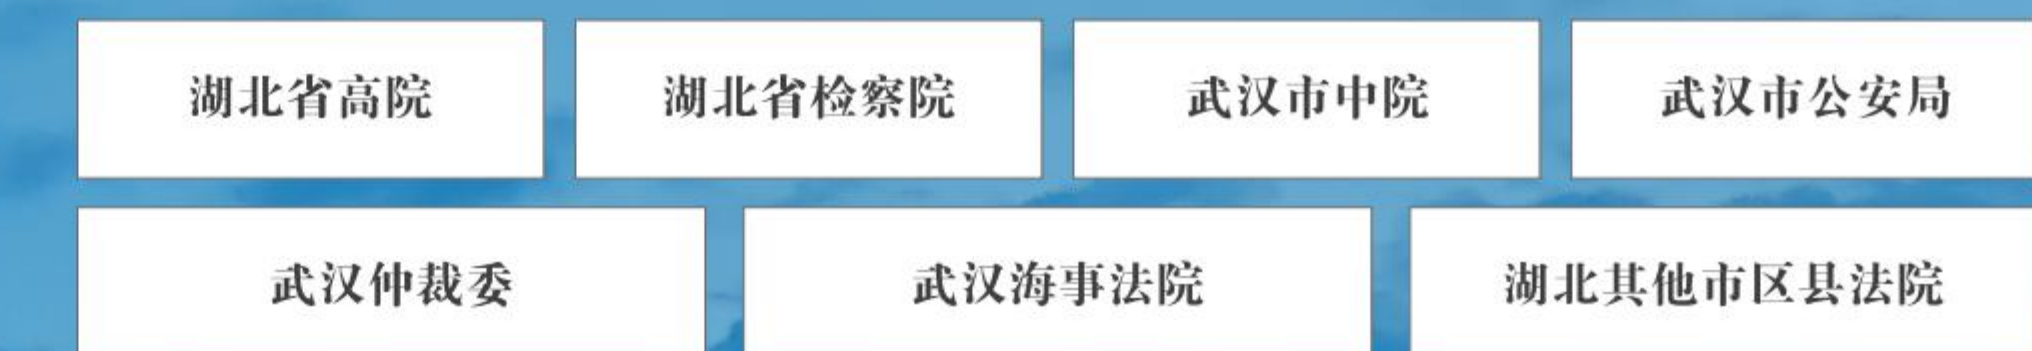 湖北省高院 湖北省检察院 武汉市中院 武汉市公安局
武汉仲裁委 武汉海事法院 湖北其他市区县法院